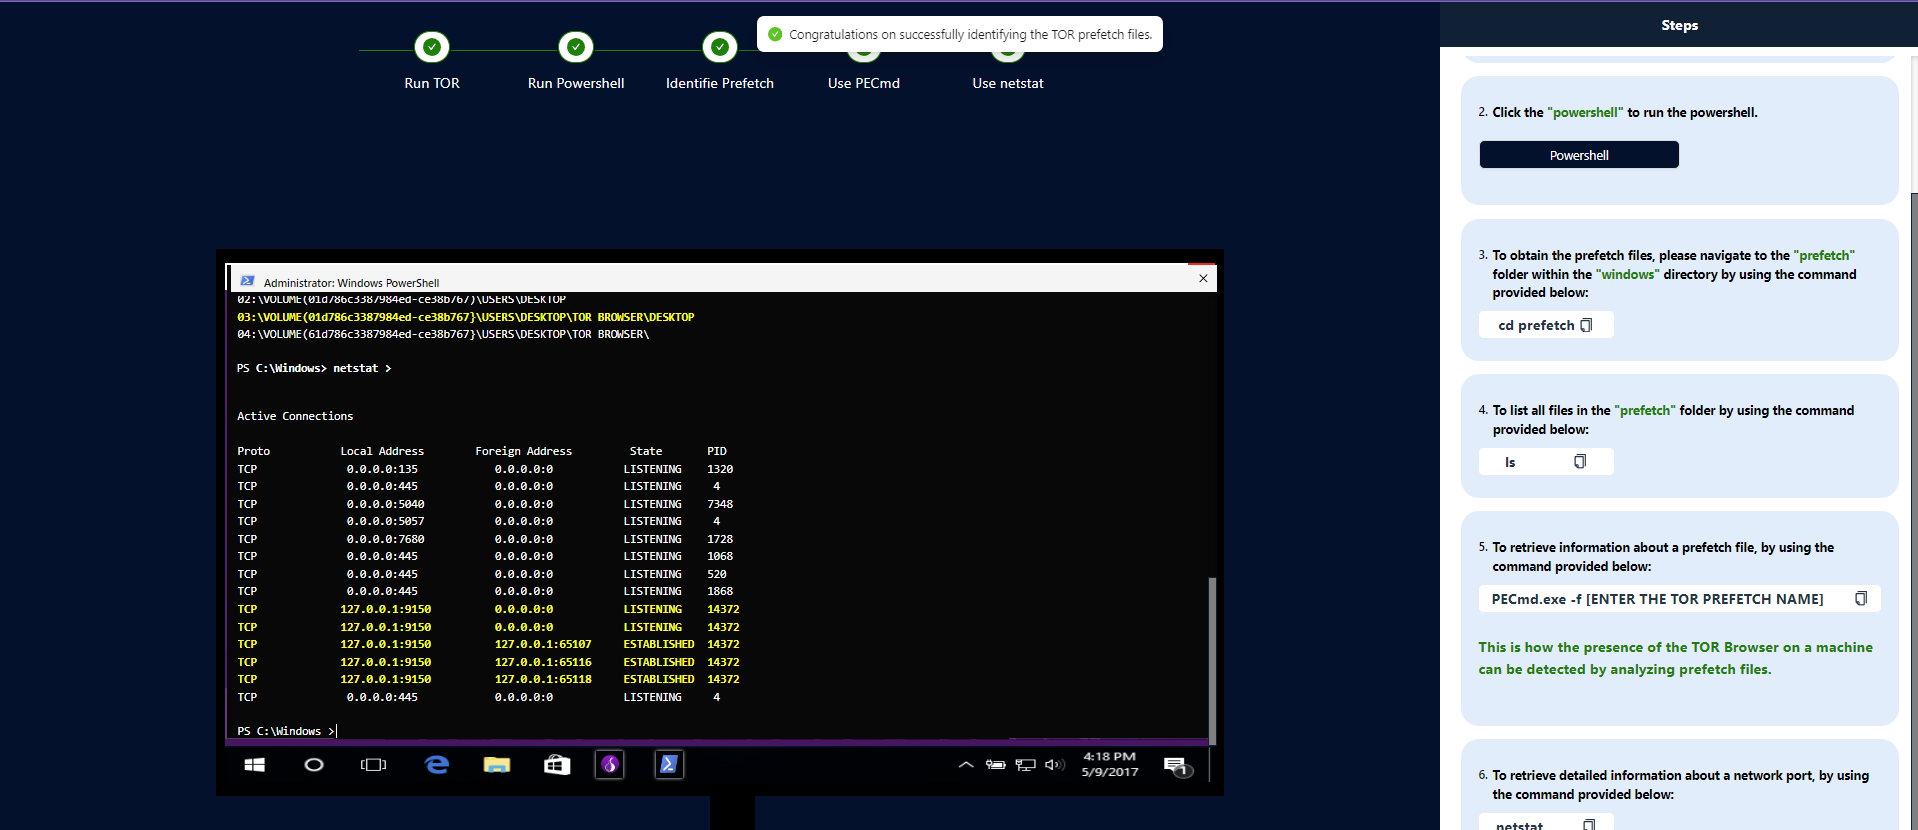 Congratulations on successfully identifying the TOR prefetch files.
Run TOR
Run Powershell
Identifie Prefetch
Use PECmd
Use netstat
Administrator: Windows PowerShell
02:\VOLUME(01d786c3387984ed-ce38b767)\USERS\DESKTOP
03:\VOLUME(01d786c3387984ed-ce38b767}\USERS\DESKTOP\TOR BROWSER\DESKTOP
04:\VOLUME(61d786c3387984ed-ce38b767}\USERS\DESKTOP\TOR BROWSER\
PS C:\Windows> netstat >
Active Connections
Proto Local Address Foreign Address State PID
TCP 0.0.0.0:135 0.0.0.0:0 LISTENING 1320
TCP 0.0.0.0:445 0.0.0.0:0 LISTENING 4
TCP 0.0.0.0:5040 0.0.0.0:0 LISTENING 7348
TCP 0.0.0.0:5057 0.0.0.0:0 LISTENING 4
TCP 0.0.0.0:7680 0.0.0.0:0 LISTENING 1728
TCP 0.0.0.0:445 0.0.0.0:0 LISTENING 1068
TCP 0.0.0.0:445 0.0.0.0:0 LISTENING 520
TCP 0.0.0.0:445 0.0.0.0:0 LISTENING 1868
TCP 127.0.0.1:9150 0.0.0.0:0 LISTENING 14372
TCP 127.0.0.1:9150 0.0.0.0:0 LISTENING 14372
TCP 127.0.0.1:9150 127.0.0.1:65107 ESTABLISHED 14372
TCP 127.0.0.1:9150 127.0.0.1:65116 ESTABLISHED 14372
TCP 127.0.0.1:9150 127.0.0.1:65118 ESTABLISHED 14372
TCP 0.0.0.0:445 0.0.0.0:0 LISTENING 4
PS C:\Windows >
4:18 PM
5/9/2017
1
Steps
2. Click the "powershell" to run the powershell.
Powershell
3. To obtain the prefetch files, please navigate to the "prefetch"
folder within the "windows" directory by using the command
provided below:
cd prefetch
4. To list all files in the "prefetch" folder by using the command
provided below:
ls
5. To retrieve information about a prefetch file, by using the
command provided below:
PECmd.exe -f [ENTER THE TOR PREFETCH NAME]
This is how the presence of the TOR Browser on a machine
can be detected by analyzing prefetch files.
6. To retrieve detailed information about a network port, by using
the command provided below:
netstat